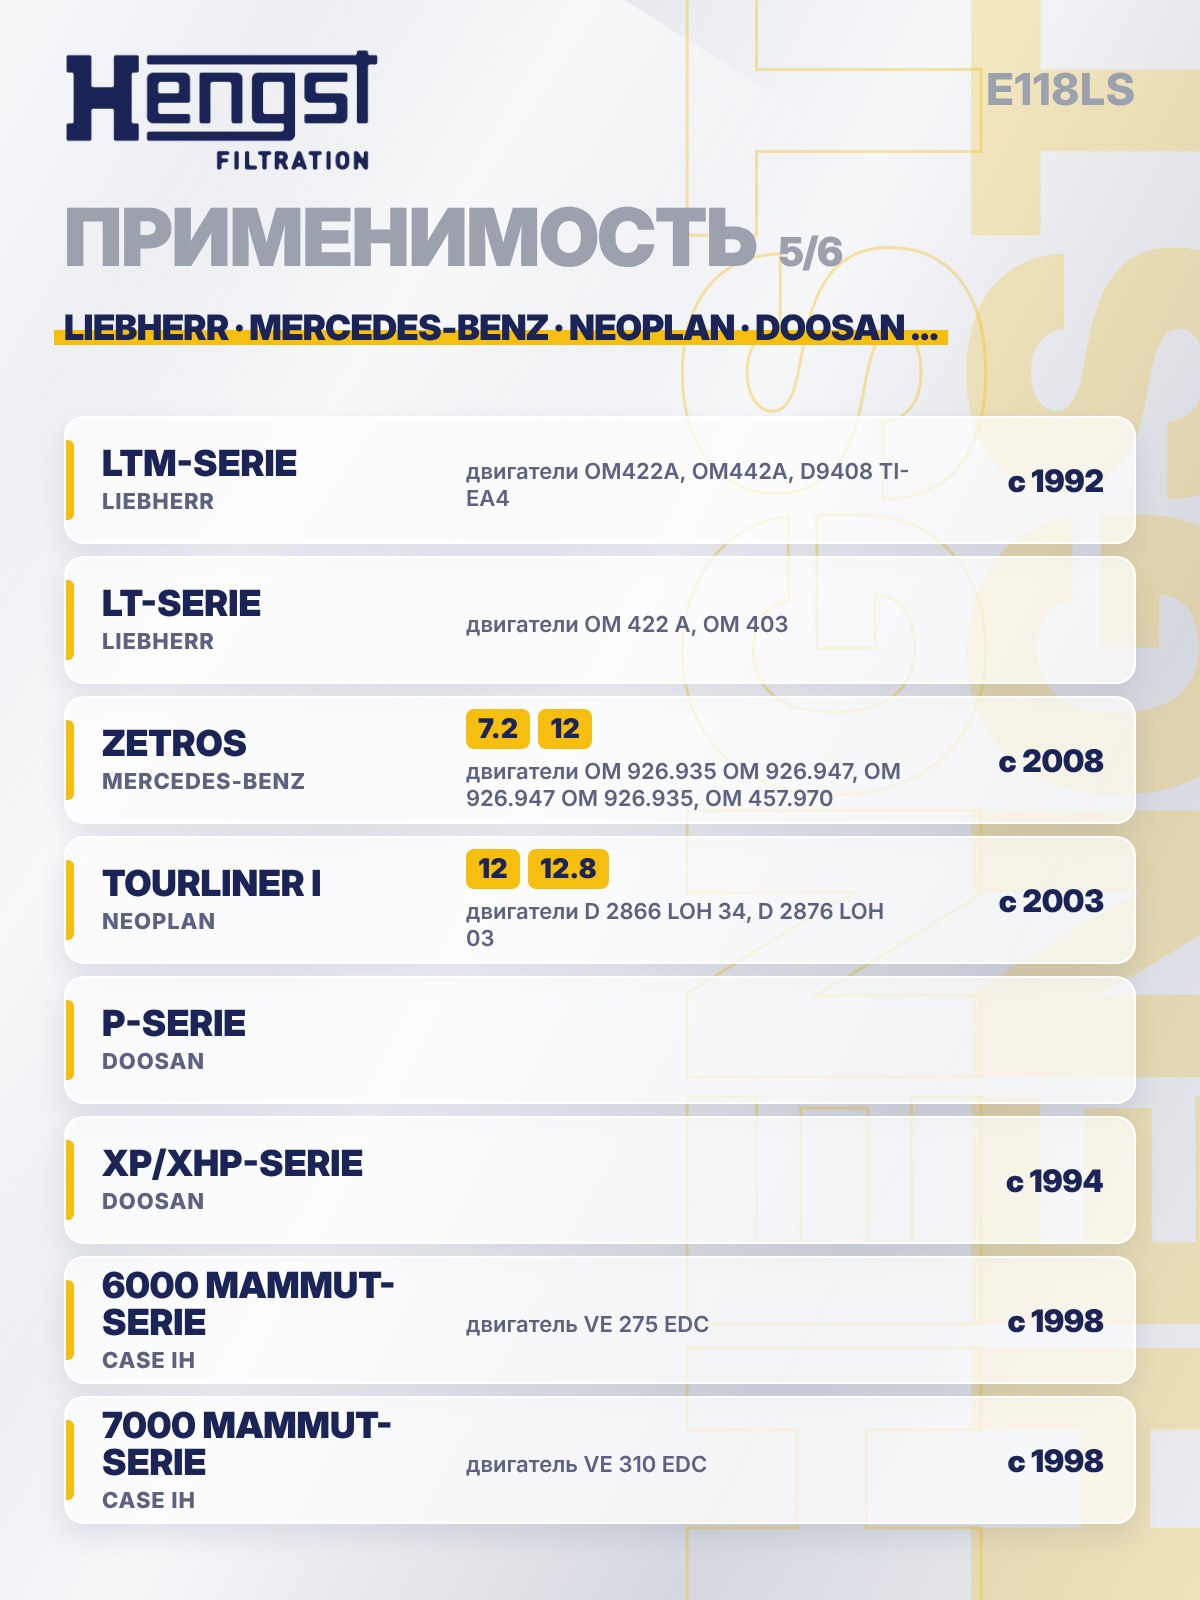 Hengst
FILTRATION
E118LS
ПРИМЕНИМОСТЬ 5/6
LIEBHERR · MERCEDES-BENZ · NEOPLAN · DOOSAN ...
LTM-SERIE
LIEBHERR
двигатели OM422A, OM442A, D9408 TI-
EA4
с 1992
LT-SERIE
LIEBHERR
двигатели OM 422 A, OM 403
ZETROS
MERCEDES-BENZ
7.2 12
двигатели OM 926.935 OM 926.947, OM
926.947 OM 926.935, OM 457.970
с 2008
TOURLINER I
NEOPLAN
12 12.8
двигатели D 2866 LOH 34, D 2876 LOH
03
с 2003
P-SERIE
DOOSAN
XP/XHP-SERIE
DOOSAN
с 1994
6000 MAMMUT-
SERIE
CASE IH
двигатель VE 275 EDC
с 1998
7000 MAMMUT-
SERIE
CASE IH
двигатель VE 310 EDC
с 1998
HENGST
HENGST